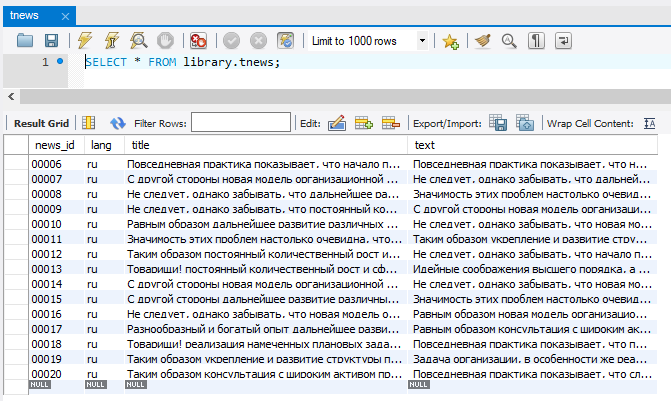 tnews
Limit to 1000 rows
1 SELECT * FROM library.tnews;
Result Grid Filter Rows: Edit: Export/Import: Wrap Cell Content:
news_id lang title text
00006 ru Повседневная практика показывает, что начало п... Повседневная практика показывает, что н...
00007 ru С другой стороны новая модель организационной ... Не следует, однако забывать, что дальней...
00008 ru Не следует, однако забывать, что дальнейшее ра... Значимость этих проблем настолько очевид...
00009 ru Не следует, однако забывать, что постоянный ко... С другой стороны новая модель организаци...
00010 ru Равным образом дальнейшее развитие различных ... Не следует, однако забывать, что новая мо...
00011 ru Значимость этих проблем настолько очевидна, что... Таким образом укрепление и развитие стру...
00012 ru Таким образом постоянный количественный рост и... Не следует, однако забывать, что начало п...
00013 ru Товарищи! постоянный количественный рост и сф... Идейные соображения высшего порядка, а ...
00014 ru С другой стороны новая модель организационной ... Не следует, однако забывать, что новая мо...
00015 ru С другой стороны дальнейшее развитие различны... Значимость этих проблем настолько очевид...
00016 ru Не следует, однако забывать, что новая модель о... Равным образом новая модель организацио...
00017 ru Разнообразный и богатый опыт дальнейшее разви... Равным образом консультация с широким ак...
00018 ru Товарищи! реализация намеченных плановых зада... Повседневная практика показывает, что п...
00019 ru Таким образом укрепление и развитие структуры п... Задача организации, в особенности же реа...
00020 ru Таким образом консультация с широким активом пр... Повседневная практика показывает, что сл...
NULL NULL NULL NULL